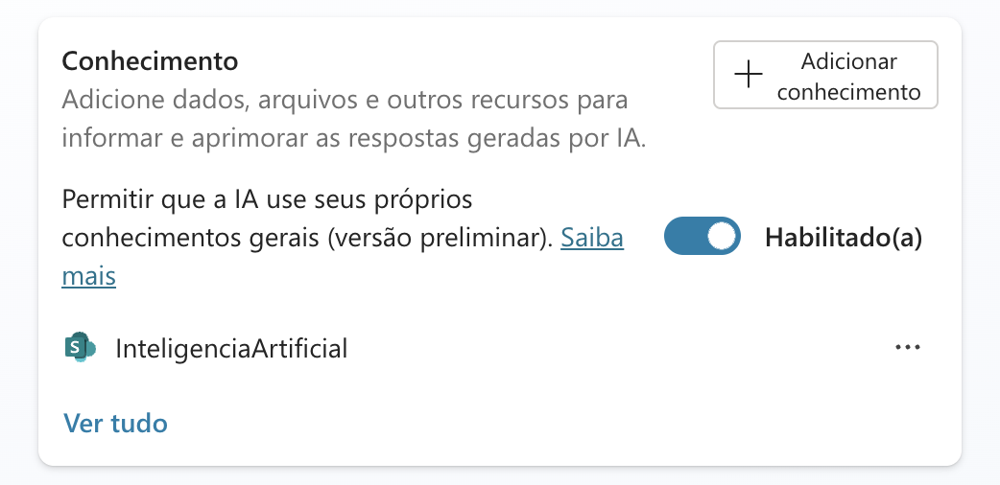 Conhecimento
Adicione dados, arquivos e outros recursos para
informar e aprimorar as respostas geradas por IA.
Adicionar
conhecimento
Permitir que a IA use seus próprios
conhecimentos gerais (versão preliminar). Saiba
mais
Habilitado(a)
S
InteligenciaArtificial
Ver tudo